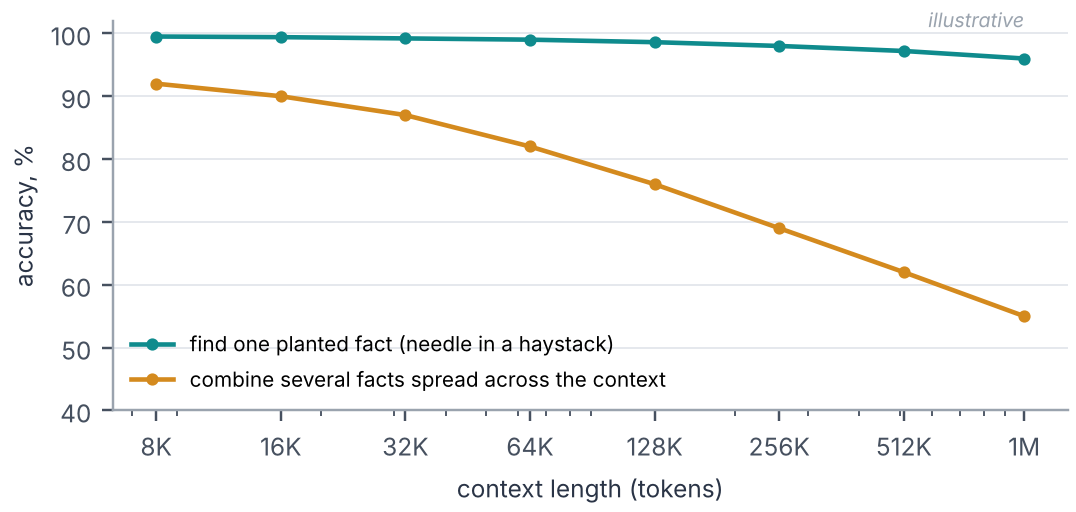 illustrative
100
90
80
70
60
50
40
accuracy, %
find one planted fact (needle in a haystack)
combine several facts spread across the context
8K 16K 32K 64K 128K 256K 512K 1M
context length (tokens)